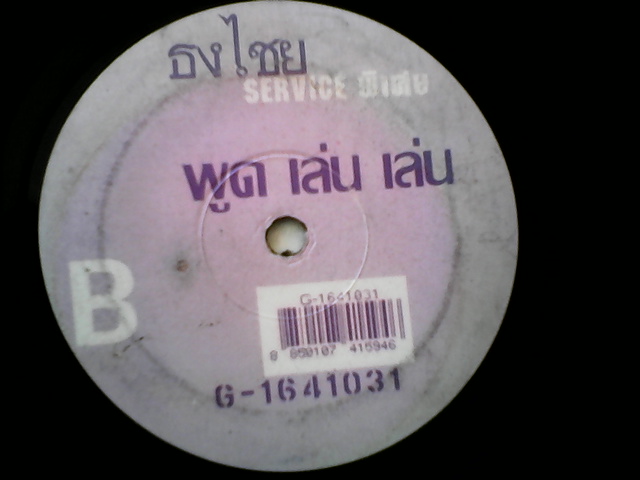 ธงไชย
SERVICE พิเศษ
พูด เล่น เล่น
B
G-1641031
8 850107 415946
G-1641031